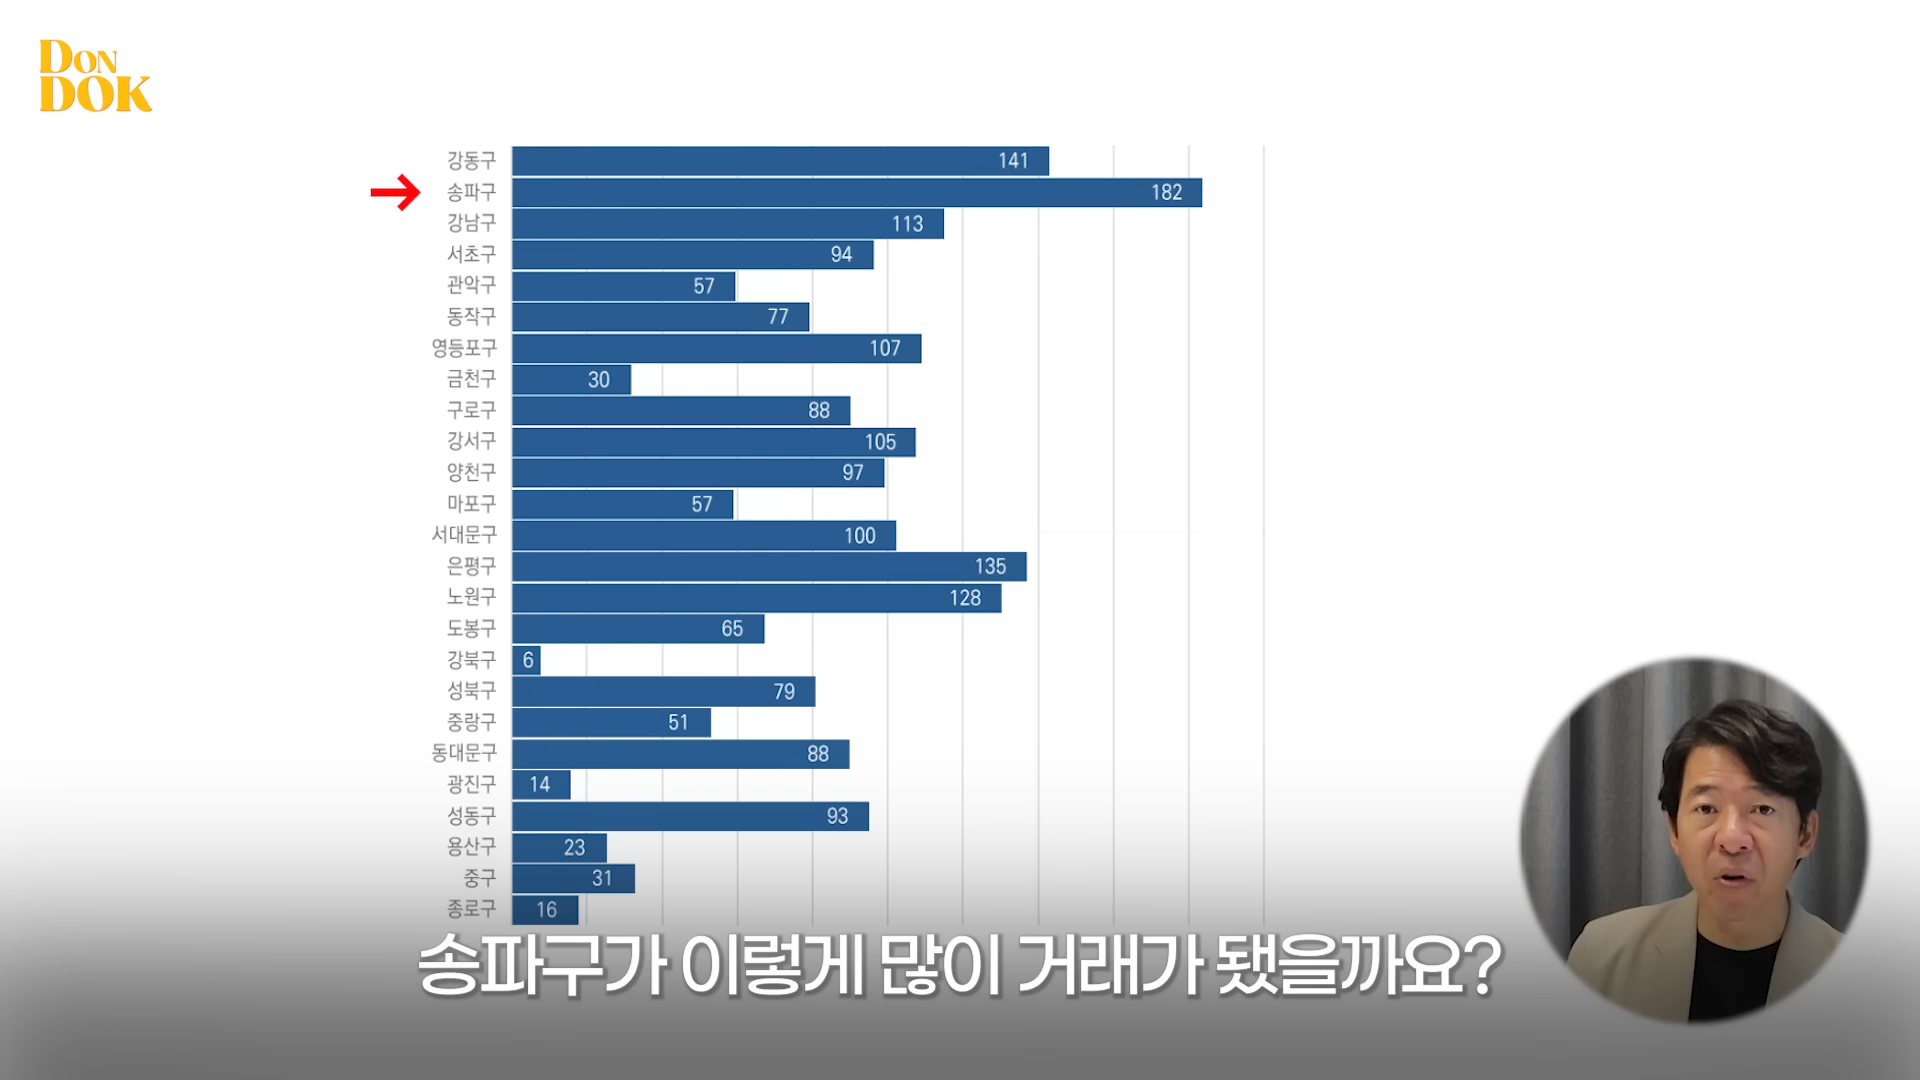 DON
DOK
강동구 141
송파구 182
강남구 113
서초구 94
관악구 57
동작구 77
영등포구 107
금천구 30
구로구 88
강서구 105
양천구 97
마포구 57
서대문구 100
은평구 135
노원구 128
도봉구 65
강북구 6
성북구 79
중랑구 51
동대문구 88
광진구 14
성동구 93
용산구 23
중구 31
종로구 16
송파구가 이렇게 많이 거래가 됐을까요?